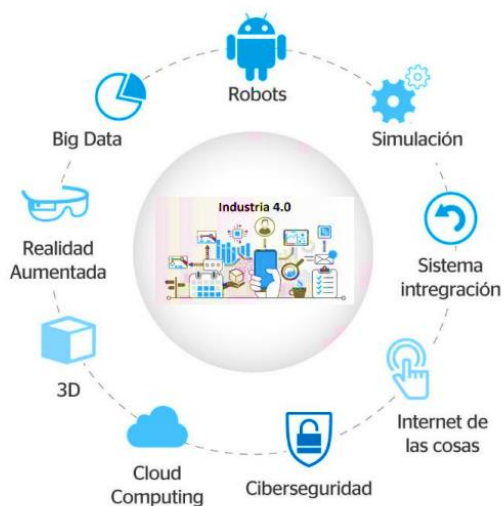 Robots
Simulación
Sistema
intregración
Internet de
las cosas
Ciberseguridad
Cloud
Computing
3D
Realidad
Aumentada
Big Data
Industria 4.0